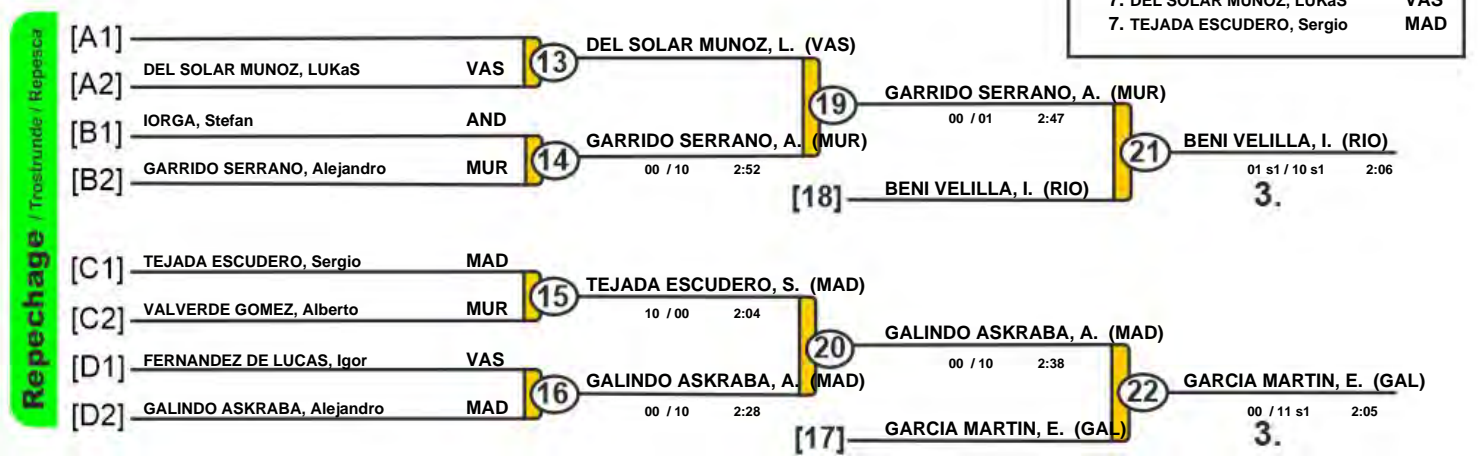 7. DEL SOLAR MUNOZ, LUKaS VAS
7. TEJADA ESCUDERO, Sergio MAD
Repechage / Trostrunde / Repesca
[A1]
DEL SOLAR MUNOZ, L. (VAS)
DEL SOLAR MUNOZ, LUKaS VAS
13
[A2]
19
GARRIDO SERRANO, A. (MUR)
00 / 01 2:47
[B1] IORGA, Stefan AND
GARRIDO SERRANO, A. (MUR)
14
00 / 10 2:52
[B2] GARRIDO SERRANO, Alejandro MUR
21
BENI VELILLA, I. (RIO)
01 s1 / 10 s1 2:06
3.
[18] BENI VELILLA, I. (RIO)
[C1] TEJADA ESCUDERO, Sergio MAD
15
TEJADA ESCUDERO, S. (MAD)
10 / 00 2:04
[C2] VALVERDE GOMEZ, Alberto MUR
20
GALINDO ASKRABA, A. (MAD)
00 / 10 2:38
[D1] FERNANDEZ DE LUCAS, Igor VAS
16
GALINDO ASKRABA, A. (MAD)
00 / 10 2:28
[D2] GALINDO ASKRABA, Alejandro MAD
22
GARCIA MARTIN, E. (GAL)
00 / 11 s1 2:05
3.
[17] GARCIA MARTIN, E. (GAL)